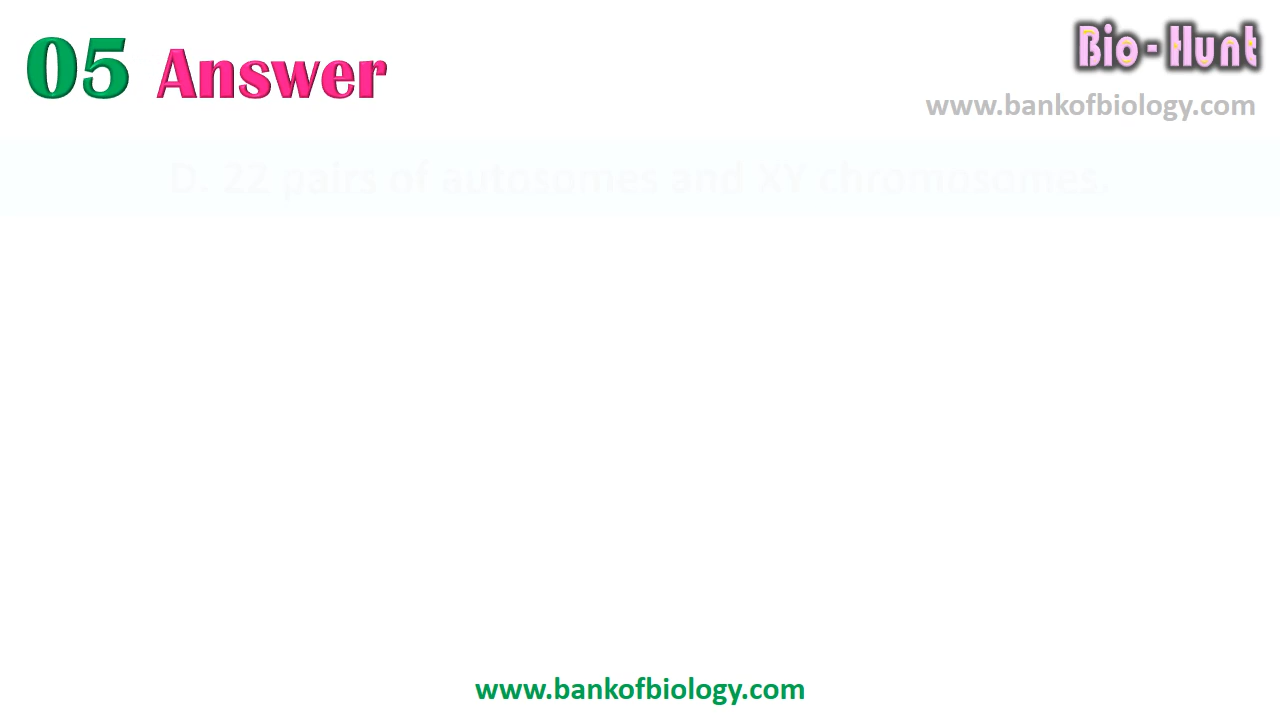 05 Answer
Bio - Hunt
www.bankofbiology.com
D. 22 pairs of autosomes and XY chromosomes.
www.bankofbiology.com